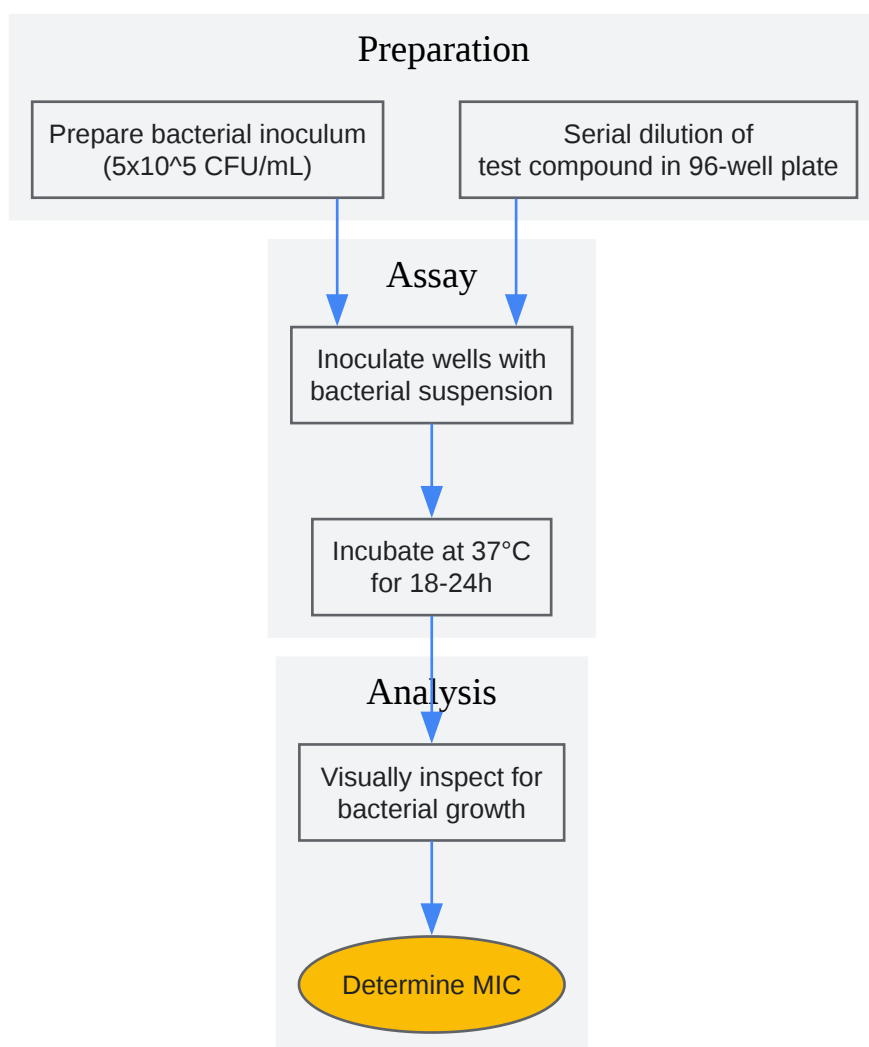 Preparation
Prepare bacterial inoculum
(5x10^5 CFU/mL)
Serial dilution of
test compound in 96-well plate
Assay
Inoculate wells with
bacterial suspension
Incubate at 37°C
for 18-24h
Analysis
Visually inspect for
bacterial growth
Determine MIC